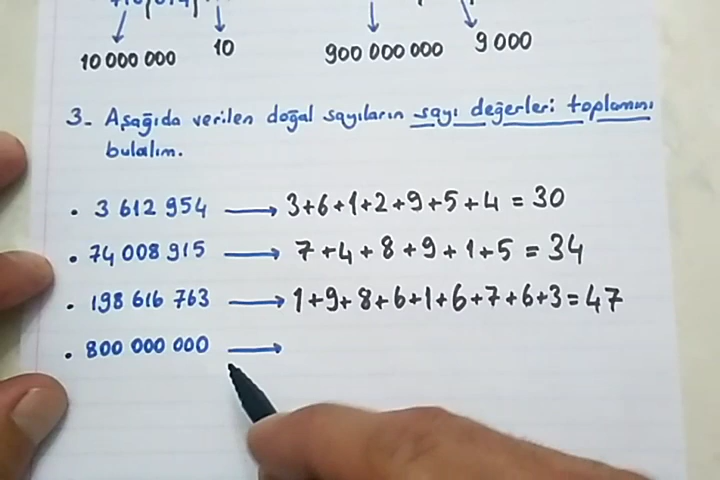 10 000 000
10
900 000 000
9 000
3- Aşağıda verilen doğal sayıların sayı değerleri toplamını
bulalım.
• 3 612 954 → 3+6+1+2+9+5+4 = 30
• 74 008 915 → 7+4+8+9+1+5 = 34
• 198 616 763 → 1+9+8+6+1+6+7+6+3=47
• 800 000 000 →